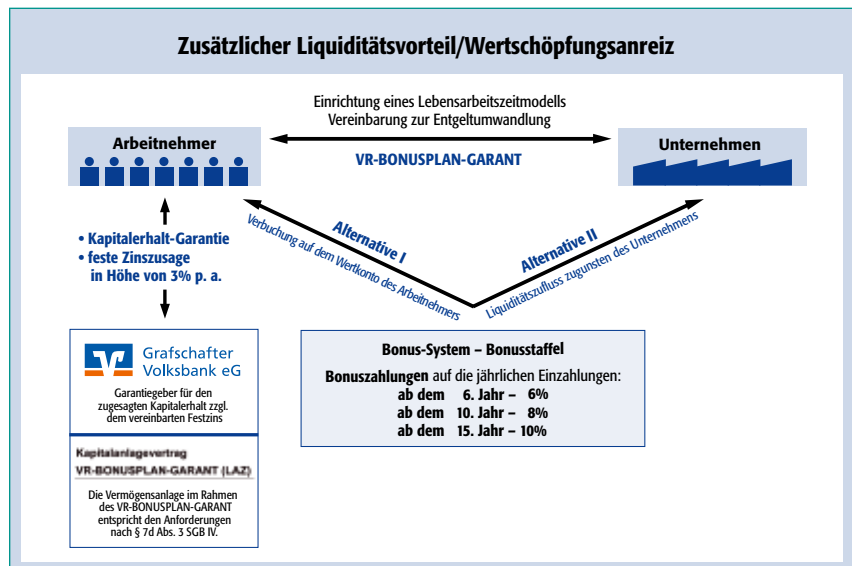 Zusätzlicher Liquiditätsvorteil/Wertschöpfungsanreiz
Einrichtung eines Lebensarbeitszeitmodells
Vereinbarung zur Entgeltumwandlung
Arbeitnehmer
Unternehmen
VR-BONUSPLAN-GARANT
• Kapitalerhalt-Garantie
• feste Zinszusage
in Höhe von 3% p. a.
Alternative I
Verbuchung auf dem Wertkonto des Arbeitnehmers
Alternative II
Liquiditätszufluss zugunsten des Unternehmens
Grafschafter
Volksbank eG
Garantiegeber für den
zugesagten Kapitalerhalt zzgl.
dem vereinbarten Festzins
Kapitalanlagevertrag
VR-BONUSPLAN-GARANT (LAZ)
Die Vermögensanlage im Rahmen
des VR-BONUSPLAN-GARANT
entspricht den Anforderungen
nach § 7d Abs. 3 SGB IV.
Bonus-System – Bonusstaffel
Bonuszahlungen auf die jährlichen Einzahlungen:
ab dem 6. Jahr – 6%
ab dem 10. Jahr – 8%
ab dem 15. Jahr – 10%